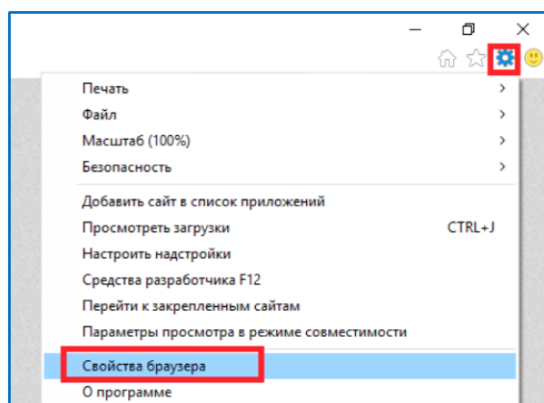 Печать
Файл
Масштаб (100%)
Безопасность
Добавить сайт в список приложений
Просмотреть загрузки CTRL+J
Настроить надстройки
Средства разработчика F12
Перейти к закрепленным сайтам
Параметры просмотра в режиме совместимости
Свойства браузера
О программе